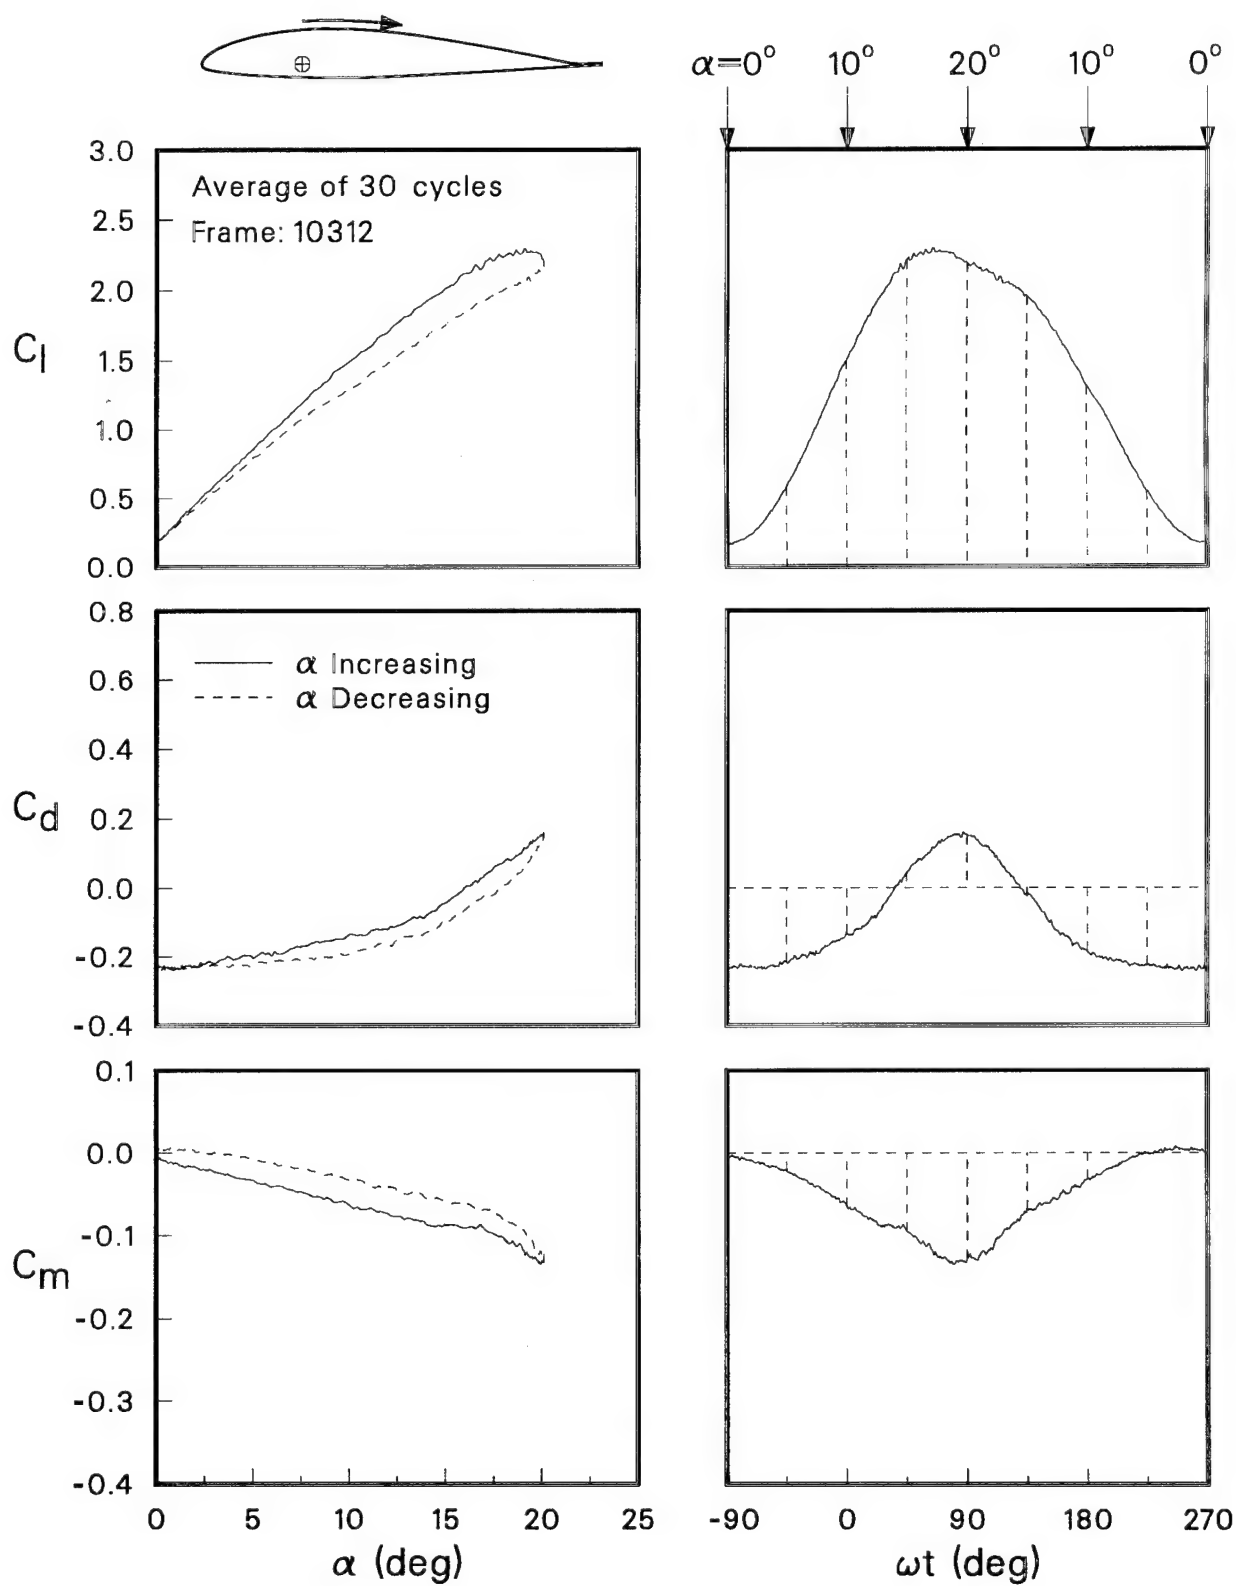 α=0° 10° 20° 10° 0°
Average of 30 cycles
Frame: 10312
3.0
2.5
2.0
1.5
1.0
0.5
0.0
Cl
α Increasing
α Decreasing
0.8
0.6
0.4
0.2
0.0
-0.2
-0.4
Cd
0.1
0.0
-0.1
-0.2
-0.3
-0.4
Cm
0 5 10 15 20 25
α (deg)
-90 0 90 180 270
ωt (deg)